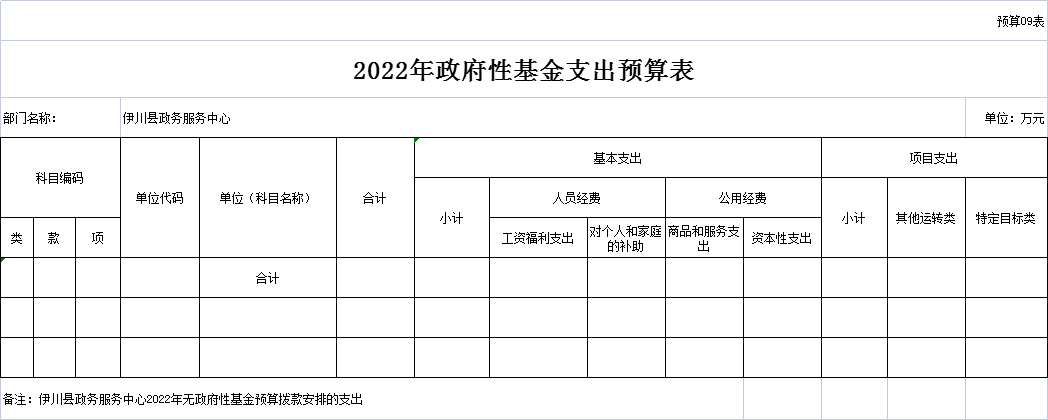 预算09表
2022年政府性基金支出预算表
部门名称： 伊川县政务服务中心 单位：万元
科目编码 单位代码 单位（科目名称） 合计 基本支出 项目支出
小计 人员经费 公用经费 小计 其他运转类 特定目标类
类 款 项 工资福利支出 对个人和家庭 商品和服务支 资本性支出
的补助 出
合计
备注：伊川县政务服务中心2022年无政府性基金预算拨款安排的支出